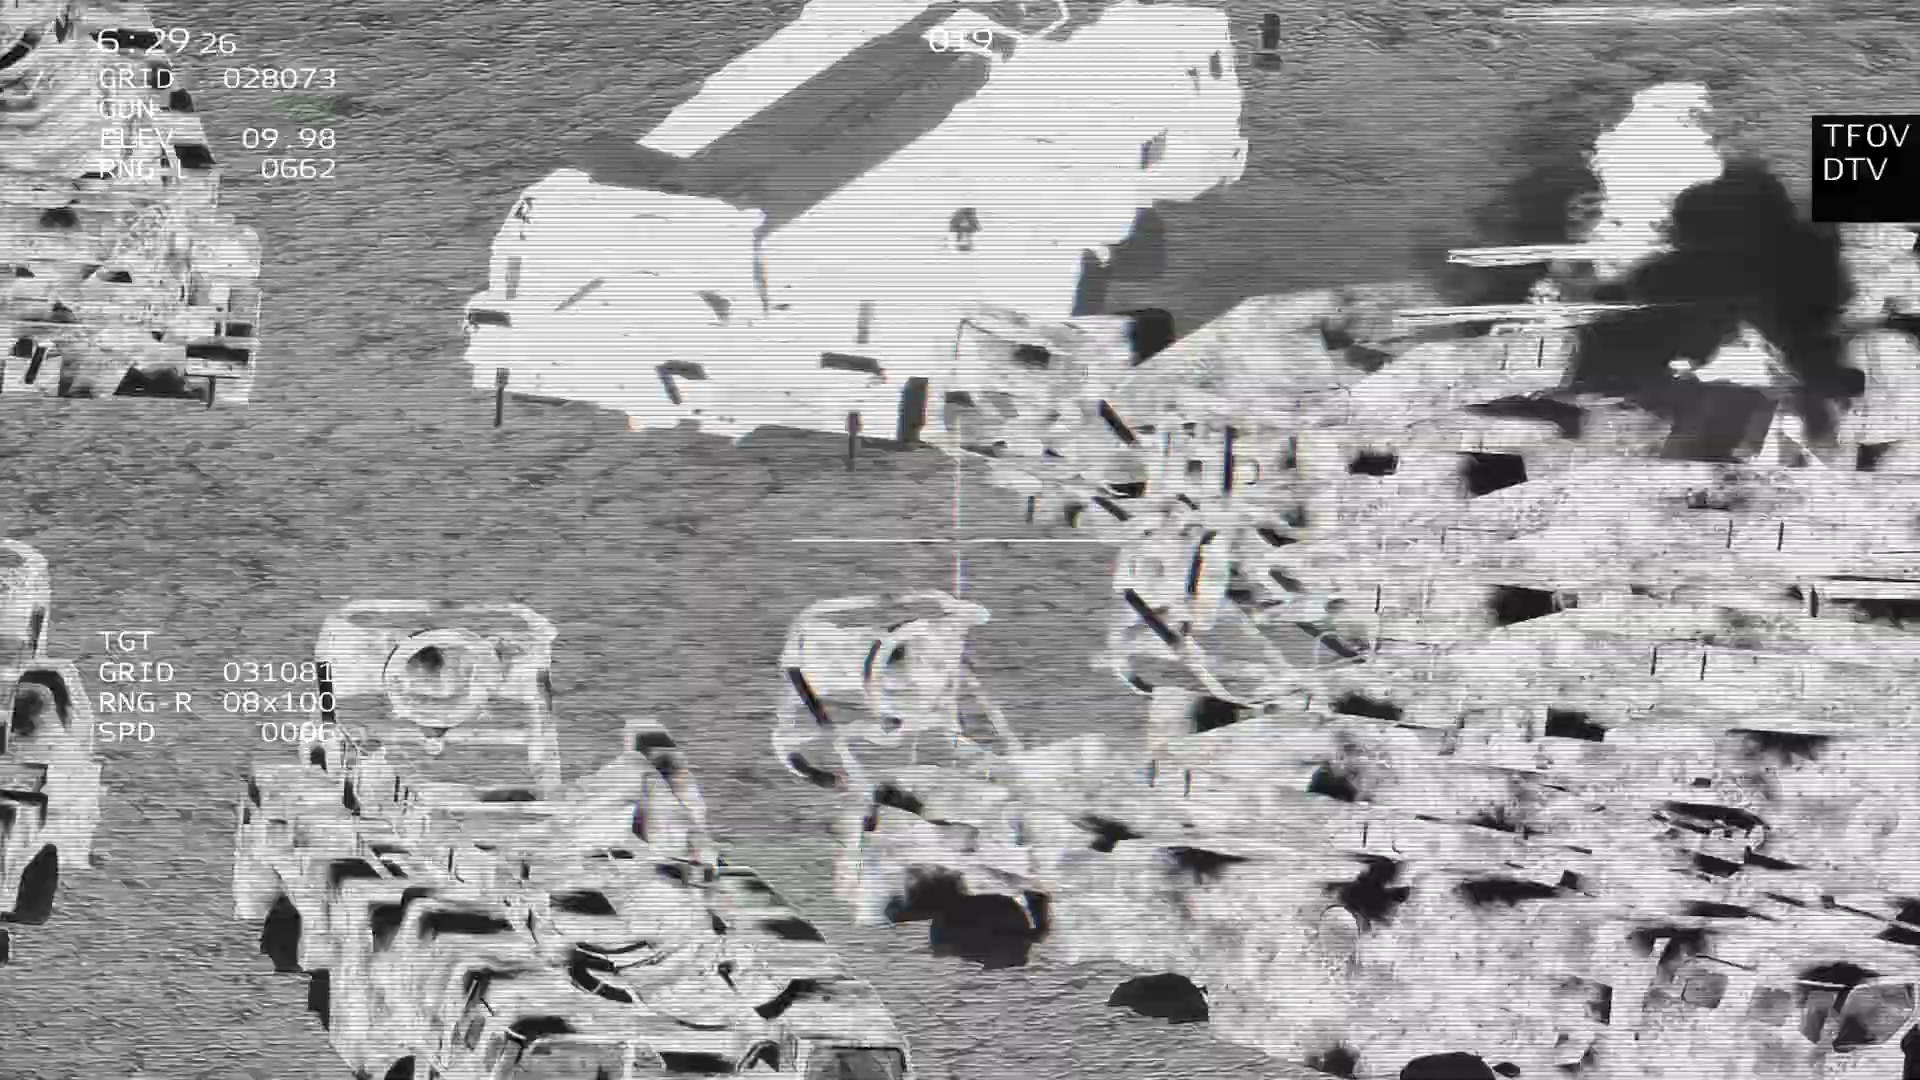 6:29 26
019
GRID 028073
GUN
ELEV 09.98
RNG-L 0662
TFOV
DTV
TGT
GRID 031081
RNG-R 08x100
SPD 0006